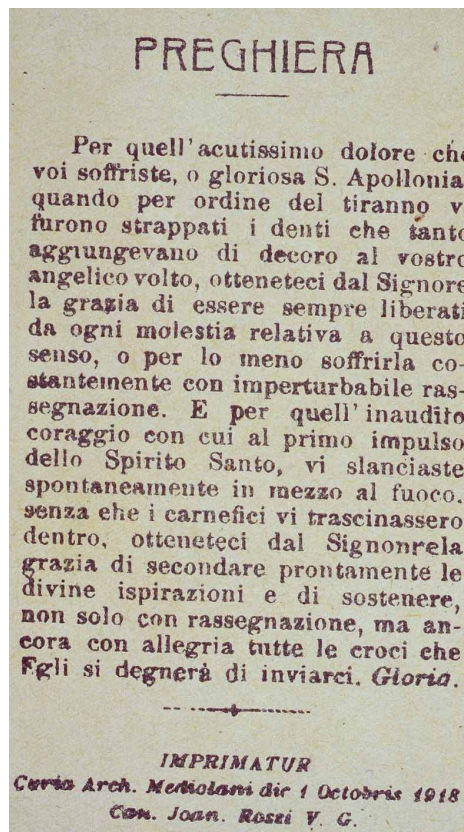 PREGHIERA
Per quell'acutissimo dolore che
voi soffriste, o gloriosa S. Apollonia
quando per ordine del tiranno v
furono strappati i denti che tanto
aggiungevano di decoro al vostro
angelico volto, otteneteci dal Signore
la grazia di essere sempre liberati
da ogni molestia relativa a questo
senso, o per lo meno soffrirla co-
stantemente con imperturbabile ras-
segnazione. E per quell'inaudito
coraggio con cui al primo impulso
dello Spirito Santo, vi slanciaste
spontaneamente in mezzo al fuoco.
senza che i carnefici vi trascinassero
dentro, otteneteci dal Signonrela
grazia di secondare prontamente le
divine ispirazioni e di sostenere,
non solo con rassegnazione, ma an-
cora con allegria tutte le croci che
Egli si degnerà di inviarci. Gloria.
IMPRIMATUR
Curia Arch. Mediolani die 1 Octobris 1918
Can. Joan. Rossi V. G.